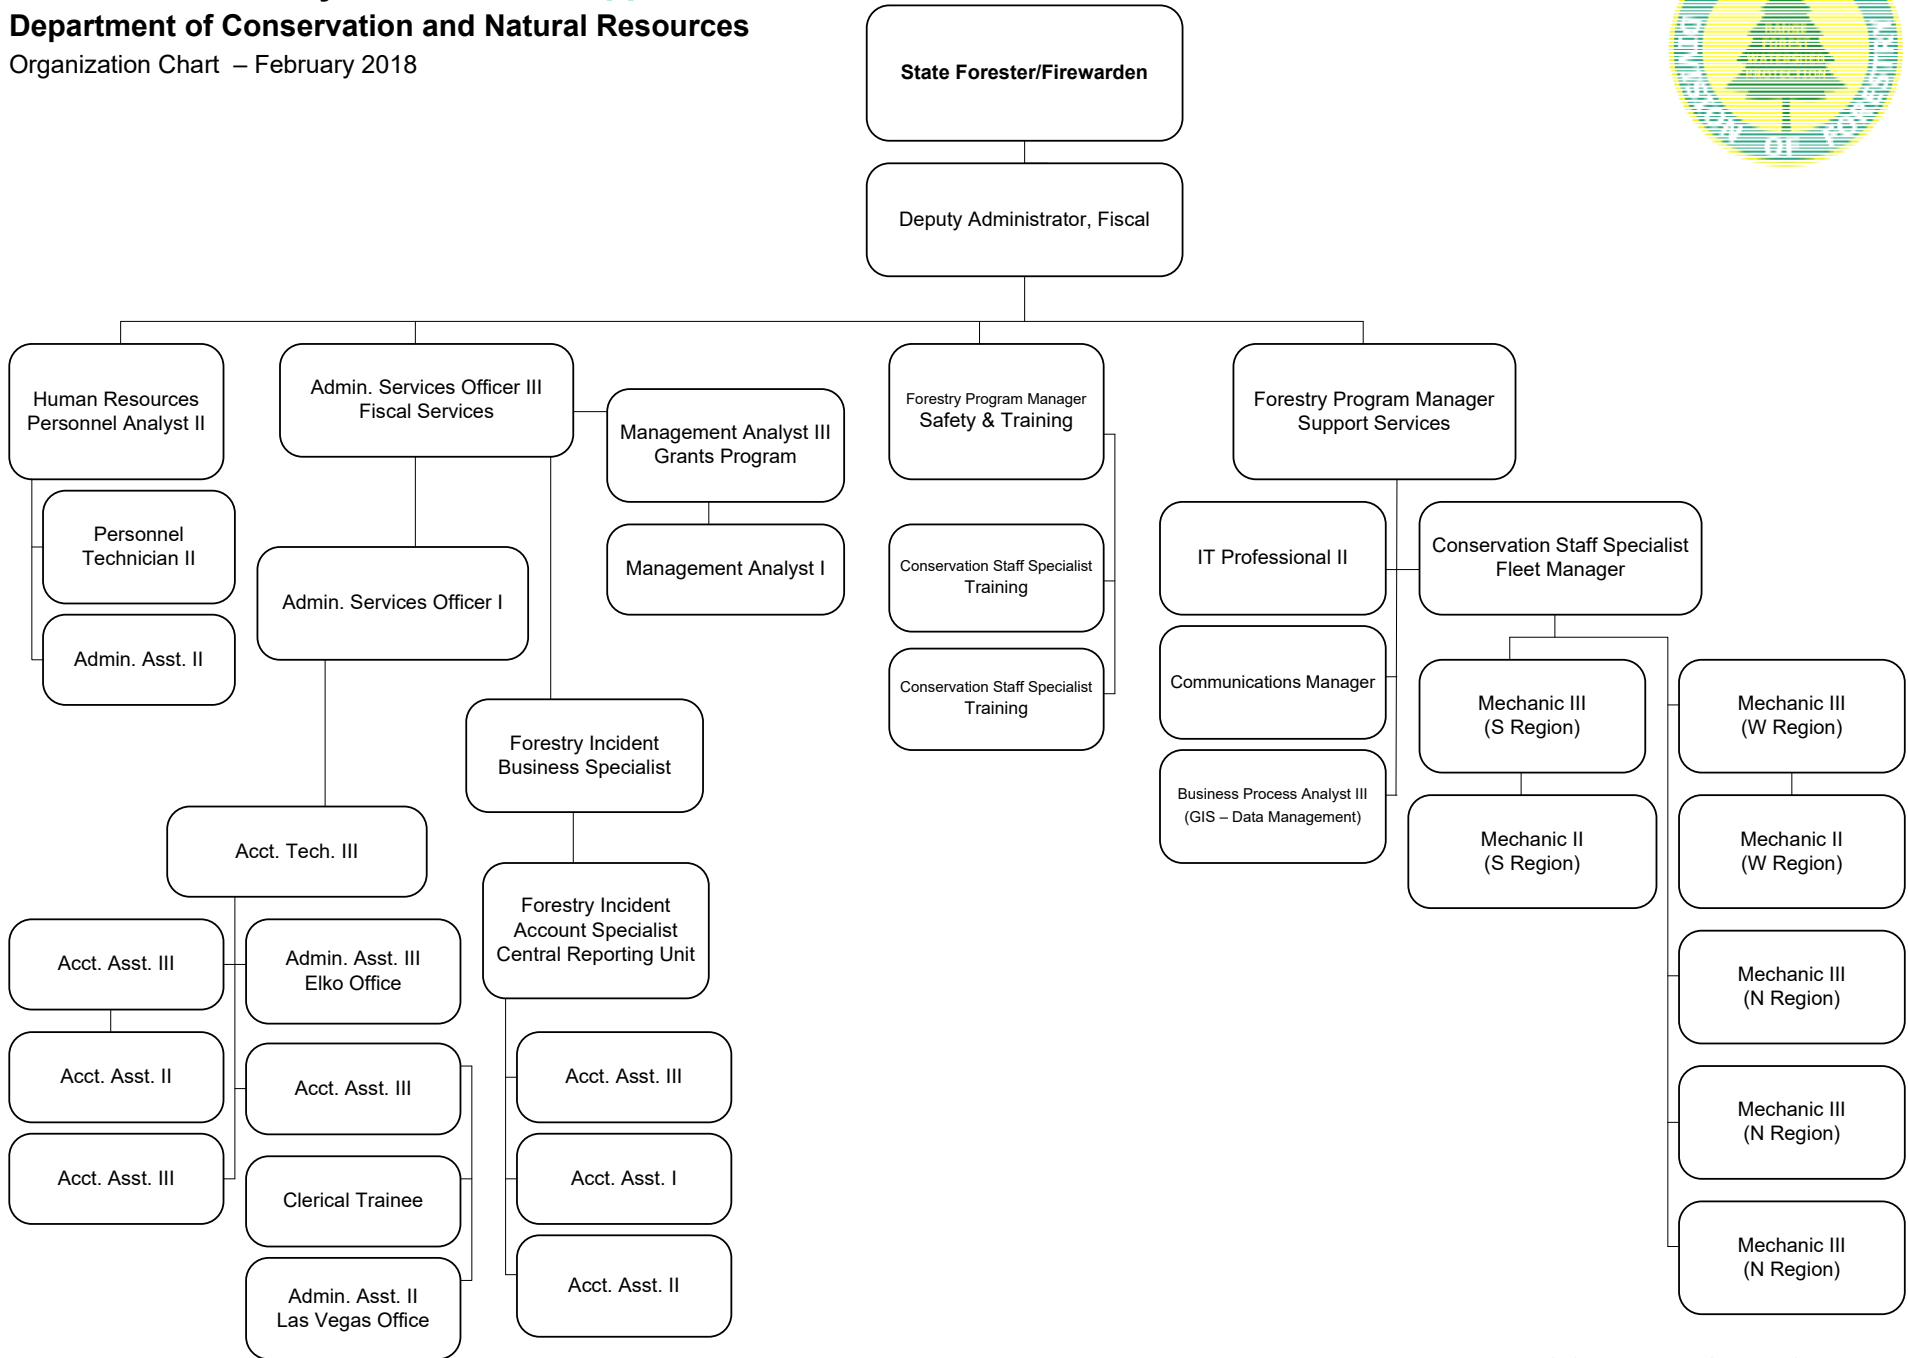 Department of Conservation and Natural Resources
Organization Chart – February 2018
DIVISION OF FORESTRY
State Forester/Firewarden
Deputy Administrator, Fiscal
Human Resources
Personnel Analyst II
Personnel
Technician II
Admin. Asst. II
Admin. Services Officer III
Fiscal Services
Management Analyst III
Grants Program
Management Analyst I
Admin. Services Officer I
Forestry Incident
Business Specialist
Acct. Tech. III
Acct. Asst. III
Acct. Asst. II
Acct. Asst. III
Admin. Asst. III
Elko Office
Acct. Asst. III
Clerical Trainee
Admin. Asst. II
Las Vegas Office
Forestry Incident
Account Specialist
Central Reporting Unit
Acct. Asst. III
Acct. Asst. I
Acct. Asst. II
Forestry Program Manager
Safety & Training
Conservation Staff Specialist
Training
Conservation Staff Specialist
Training
Forestry Program Manager
Support Services
IT Professional II
Communications Manager
Business Process Analyst III
(GIS – Data Management)
Conservation Staff Specialist
Fleet Manager
Mechanic III
(S Region)
Mechanic II
(S Region)
Mechanic III
(W Region)
Mechanic II
(W Region)
Mechanic III
(N Region)
Mechanic III
(N Region)
Mechanic III
(N Region)